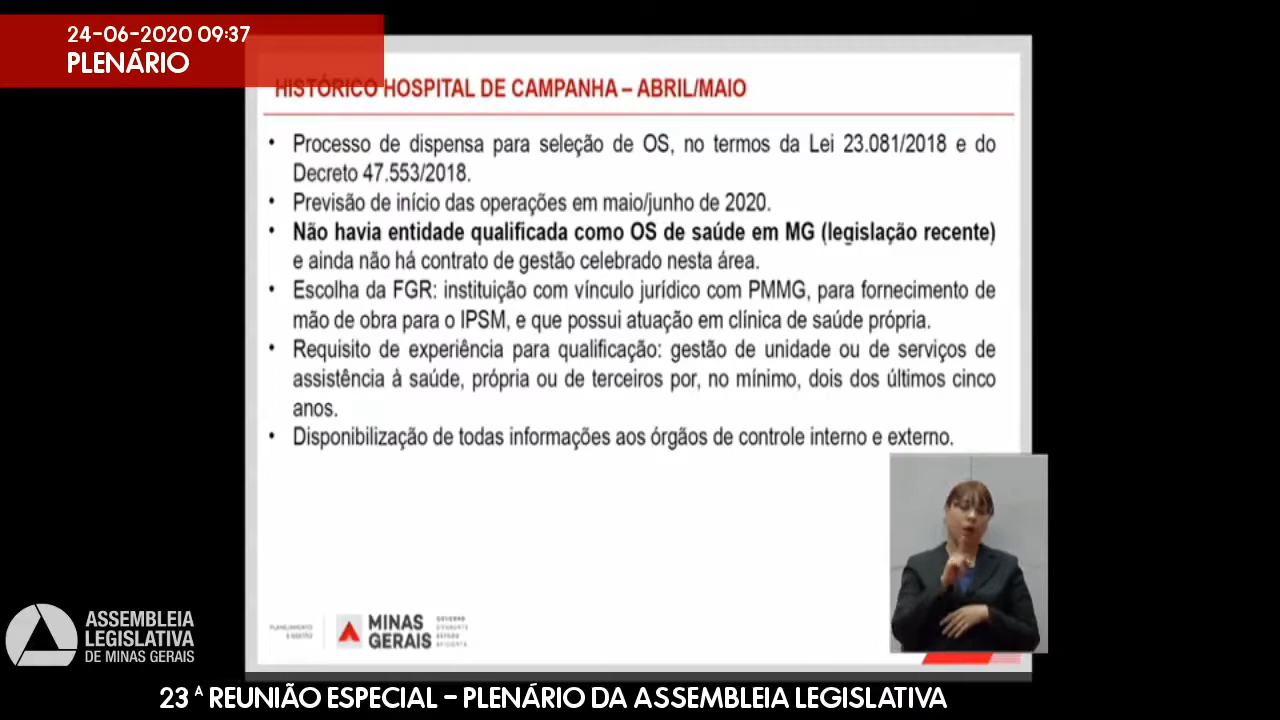 24-06-2020 09:37
PLENÁRIO
HISTÓRICO HOSPITAL DE CAMPANHA – ABRIL/MAIO
• Processo de dispensa para seleção de OS, no termos da Lei 23.081/2018 e do
Decreto 47.553/2018.
• Previsão de início das operações em maio/junho de 2020.
• Não havia entidade qualificada como OS de saúde em MG (legislação recente)
e ainda não há contrato de gestão celebrado nesta área.
• Escolha da FGR: instituição com vínculo jurídico com PMMG, para fornecimento de
mão de obra para o IPSM, e que possui atuação em clínica de saúde própria.
• Requisito de experiência para qualificação: gestão de unidade ou de serviços de
assistência à saúde, própria ou de terceiros por, no mínimo, dois dos últimos cinco
anos.
• Disponibilização de todas informações aos órgãos de controle interno e externo.
PLANEJAMENTO
E GESTÃO
MINAS
GERAIS
GOVERNO
DIFERENTE
ESTADO
EFICIENTE
ASSEMBLEIA
LEGISLATIVA
DE MINAS GERAIS
23ª REUNIÃO ESPECIAL – PLENÁRIO DA ASSEMBLEIA LEGISLATIVA